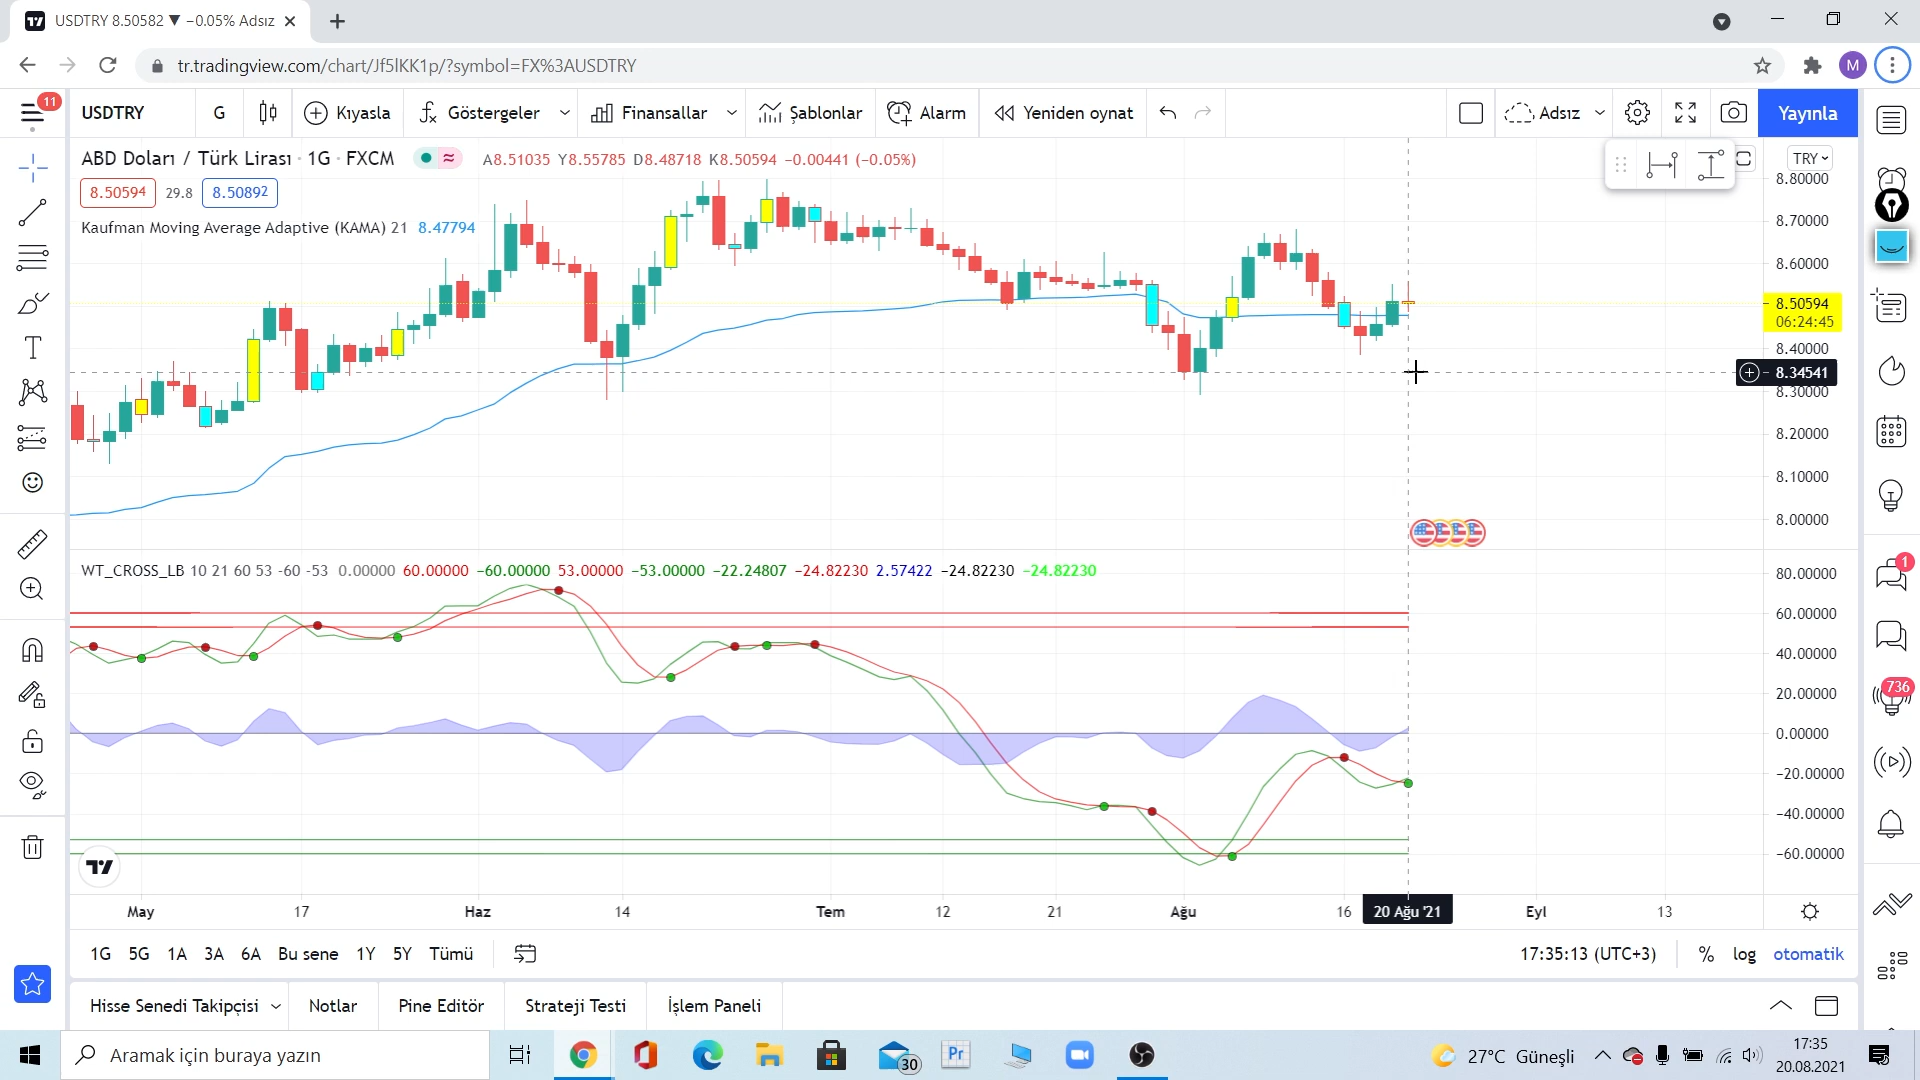 USDTRY 8.50582 ▼ −0.05% Adsız
tr.tradingview.com/chart/Jf5lKK1p/?symbol=FX%3AUSDTRY
M
11
USDTRY
G
Kıyasla
Göstergeler
Finansallar
Şablonlar
Alarm
Yeniden oynat
Adsız
Yayınla
ABD Doları / Türk Lirası · 1G · FXCM
A8.51035 Y8.55785 D8.48718 K8.50594 −0.00441 (−0.05%)
TRY
8.50594 29.8 8.50892
Kaufman Moving Average Adaptive (KAMA) 21 8.47794
8.80000
8.70000
8.60000
8.50594
06:24:45
8.40000
8.34541
8.30000
8.20000
8.10000
8.00000
WT_CROSS_LB 10 21 60 53 -60 -53 0.00000 60.00000 −60.00000 53.00000 −53.00000 −22.24807 −24.82230 2.57422 −24.82230 −24.82230
80.00000
60.00000
40.00000
20.00000
0.00000
−20.00000
−40.00000
−60.00000
1
736
May 17 Haz 14 Tem 12 21 Ağu 16 20 Ağu '21 Eyl 13
1G 5G 1A 3A 6A Bu sene 1Y 5Y Tümü
17:35:13 (UTC+3) % log otomatik
Hisse Senedi Takipçisi Notlar Pine Editör Strateji Testi İşlem Paneli
Aramak için buraya yazın
30
Pr
27°C Güneşli
17:35
20.08.2021